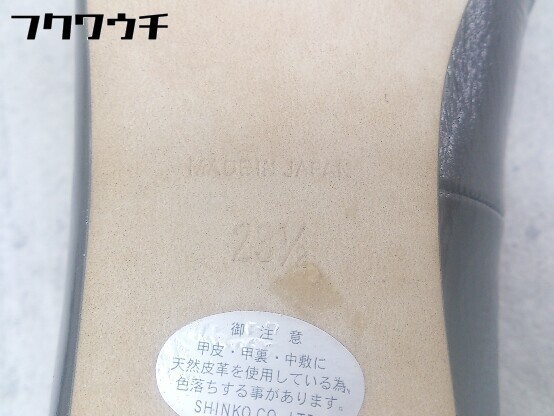 フクワウチ
MADE IN JAPAN
23½
御注意
甲皮・甲裏・中敷に
天然皮革を使用している為、
色落ちする事があります。
SHINKO CO., LTD